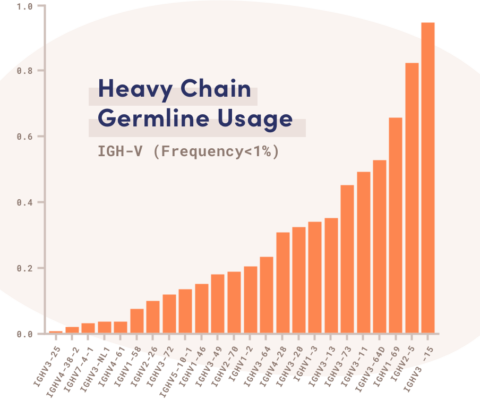 Heavy Chain
Germline Usage
IGH-V (Frequency<1%)
1.0
0.8
0.6
0.4
0.2
0.0
IGHV3-25
IGHV4-38-2
IGHV7-4-1
IGHV3-NL1
IGHV4-61
IGHV1-58
IGHV2-26
IGHV3-72
IGHV5-10-1
IGHV1-46
IGHV3-49
IGHV2-70
IGHV1-2
IGHV3-64
IGHV4-28
IGHV3-20
IGHV1-3
IGHV3-13
IGHV3-73
IGHV3-11
IGHV3-64D
IGHV1-69
IGHV2-5
IGHV3 -15